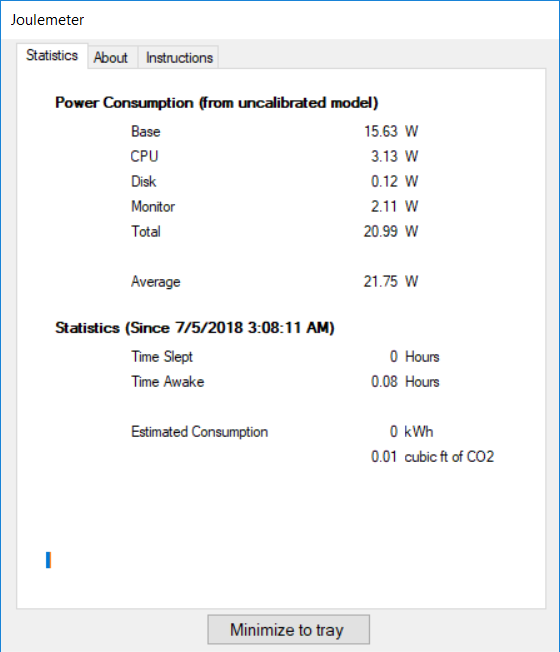 Joulemeter
Statistics About Instructions
Power Consumption (from uncalibrated model)
Base 15.63 W
CPU 3.13 W
Disk 0.12 W
Monitor 2.11 W
Total 20.99 W
Average 21.75 W
Statistics (Since 7/5/2018 3:08:11 AM)
Time Slept 0 Hours
Time Awake 0.08 Hours
Estimated Consumption 0 kWh
0.01 cubic ft of CO2
Minimize to tray